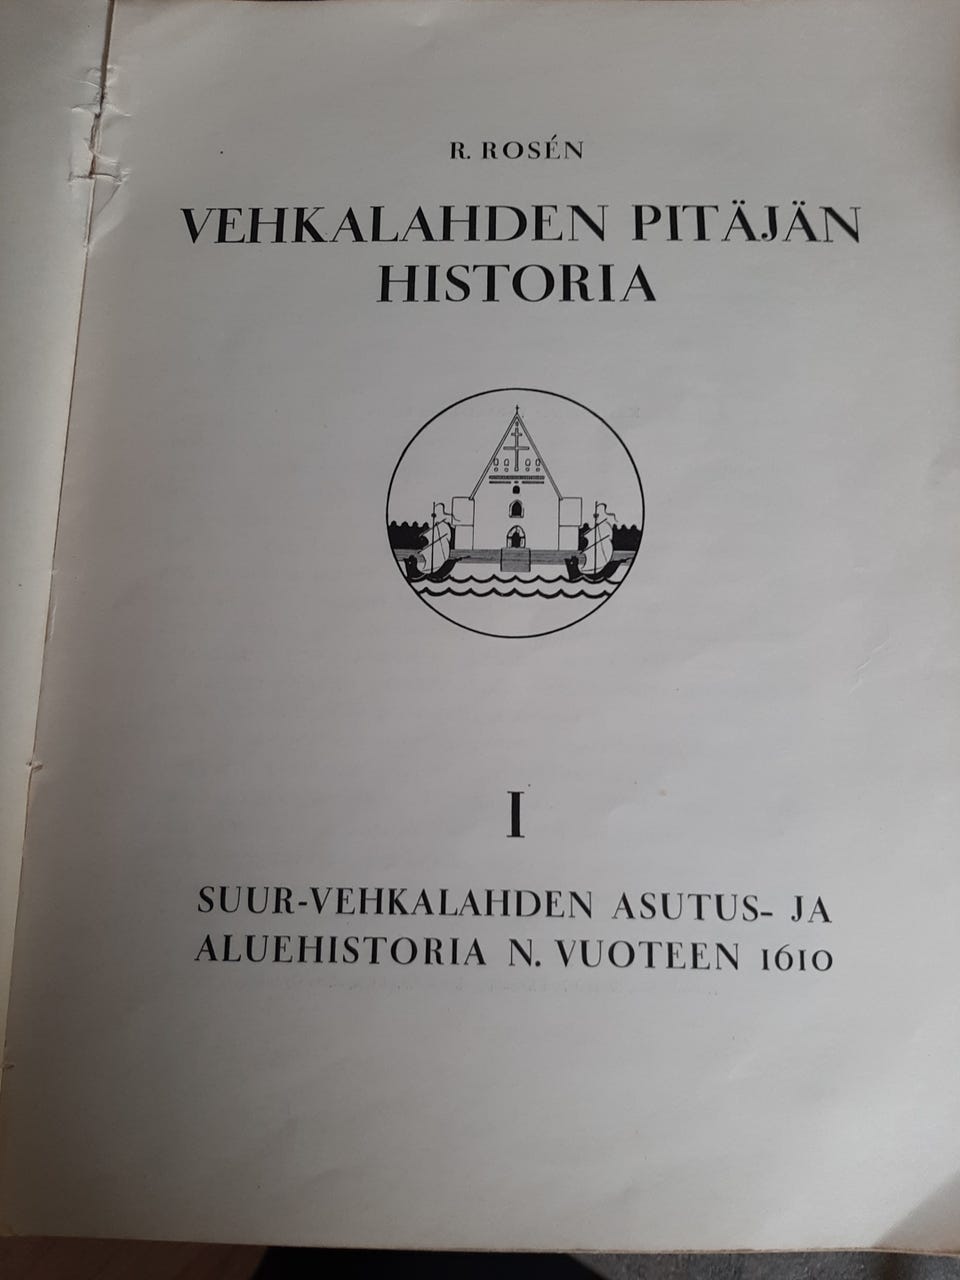 R. ROSÉN
VEHKALAHDEN PITÄJÄN
HISTORIA
I
SUUR-VEHKALAHDEN ASUTUS- JA
ALUEHISTORIA N. VUOTEEN 1610